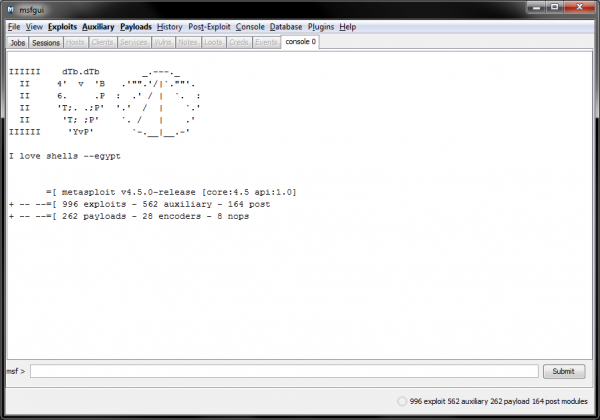 msfgui
File View Exploits Auxiliary Payloads History Post-Exploit Console Database Plugins Help
Jobs Sessions Hosts Clients Services Vulns Notes Loots Creds Events console 0
IIIIII    dTb.dTb        _.---._
  II     4'  v  'B   .'"".'/|`.""'.
  II     6.     .P  :  .' / |  `.  :
  II     'T;. .;P'  '.'  /  |    `.'
  II      'T; ;P'    `. /   |    .'
IIIIII     'YvP'       `-.__|__.-'
I love shells --egypt
=[ metasploit v4.5.0-release [core:4.5 api:1.0]
+ -- --=[ 996 exploits - 562 auxiliary - 164 post
+ -- --=[ 262 payloads - 28 encoders - 8 nops
msf > Submit
996 exploit 562 auxiliary 262 payload 164 post modules